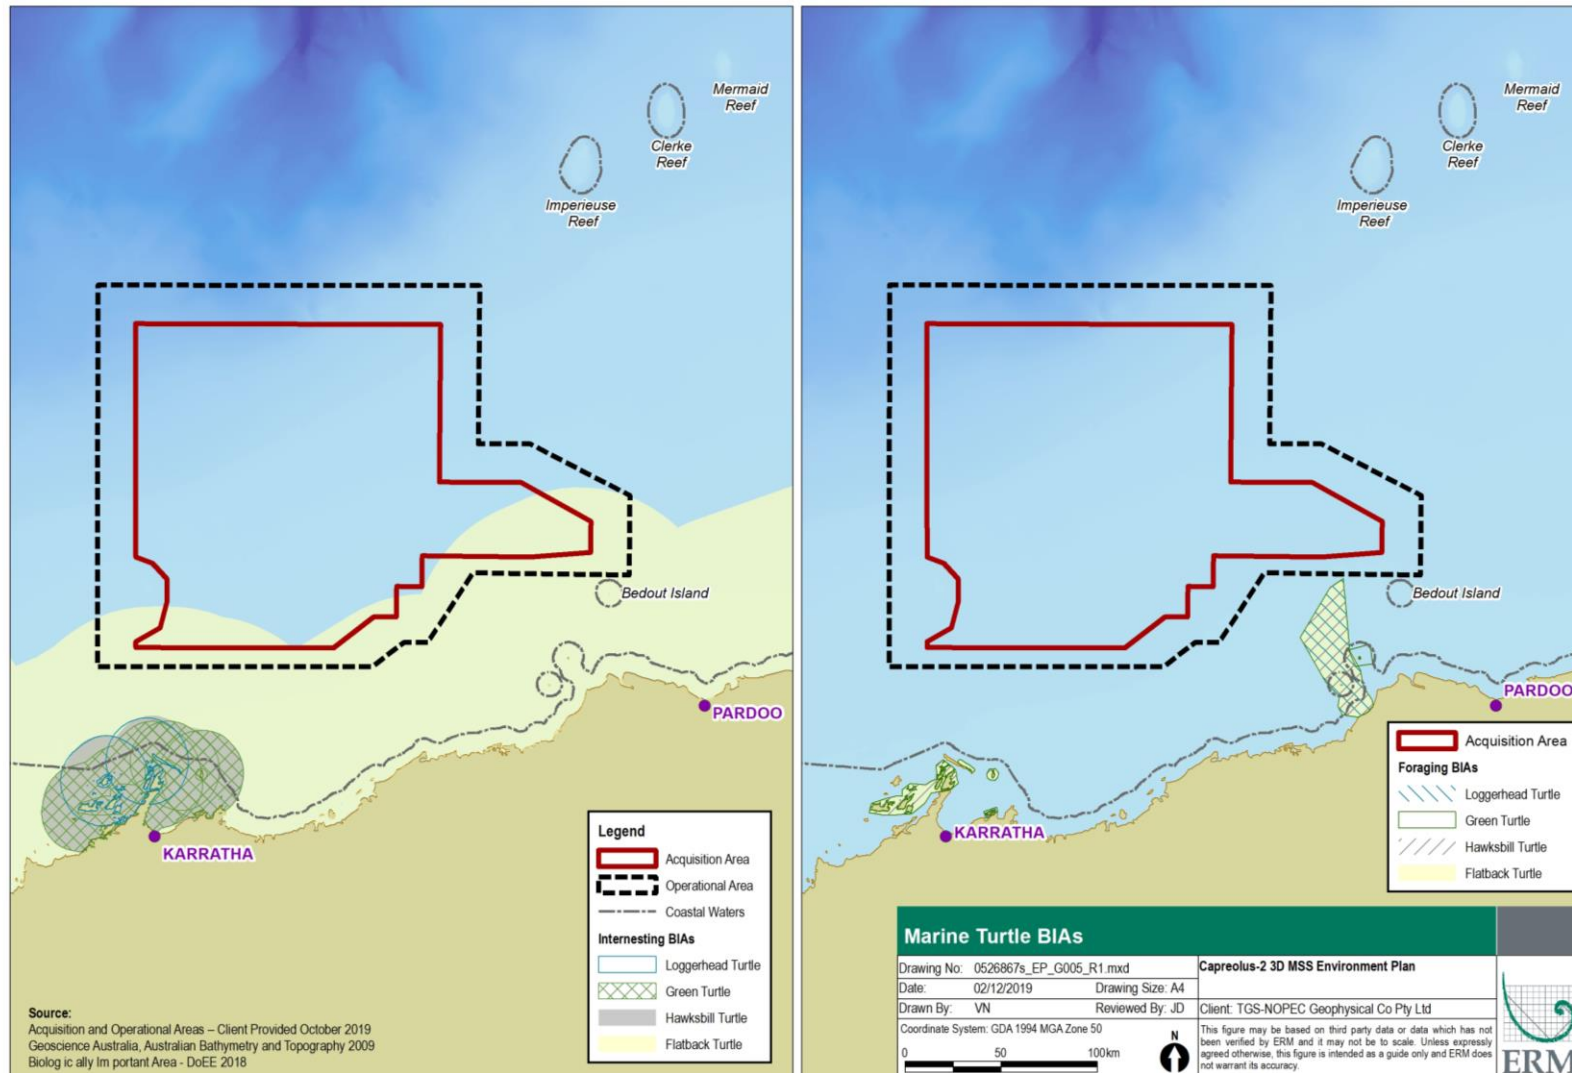 Mermaid
Reef
Clerke
Reef
Imperieuse
Reef
Bedout Island
PARDOO
KARRATHA
Legend
Acquisition Area
Operational Area
Coastal Waters
Internesting BIAs
Loggerhead Turtle
Green Turtle
Hawksbill Turtle
Flatback Turtle
Source:
Acquisition and Operational Areas – Client Provided October 2019
Geoscience Australia, Australian Bathymetry and Topography 2009
Biolog ic ally Im portant Area - DoEE 2018
Mermaid
Reef
Clerke
Reef
Imperieuse
Reef
Bedout Island
PARDOO
KARRATHA
Acquisition Area
Foraging BIAs
Loggerhead Turtle
Green Turtle
Hawksbill Turtle
Flatback Turtle
Marine Turtle BIAs
Drawing No: 0526867s_EP_G005_R1.mxd
Date: 02/12/2019 Drawing Size: A4
Drawn By: VN Reviewed By: JD
Coordinate System: GDA 1994 MGA Zone 50
0 50 100km
N
Capreolus-2 3D MSS Environment Plan
Client: TGS-NOPEC Geophysical Co Pty Ltd
This figure may be based on third party data or data which has not
been verified by ERM and it may not be to scale. Unless expressly
agreed otherwise, this figure is intended as a guide only and ERM does
not warrant its accuracy.
ERM